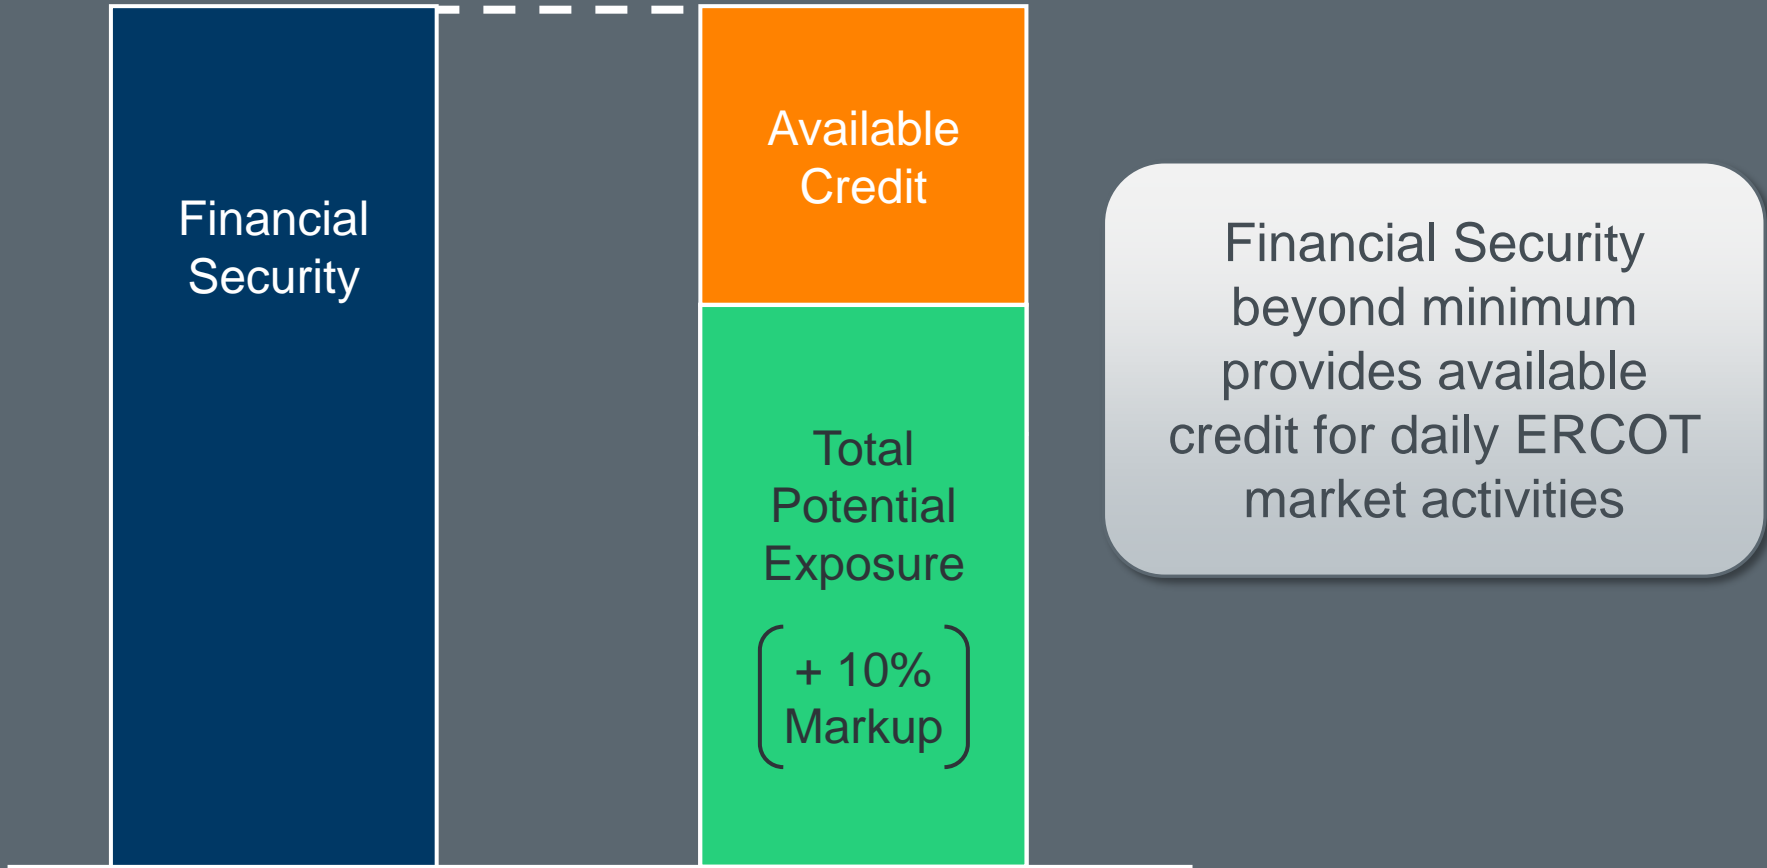 Financial
Security
Available
Credit
Total
Potential
Exposure
+ 10%
Markup
Financial Security
beyond minimum
provides available
credit for daily ERCOT
market activities